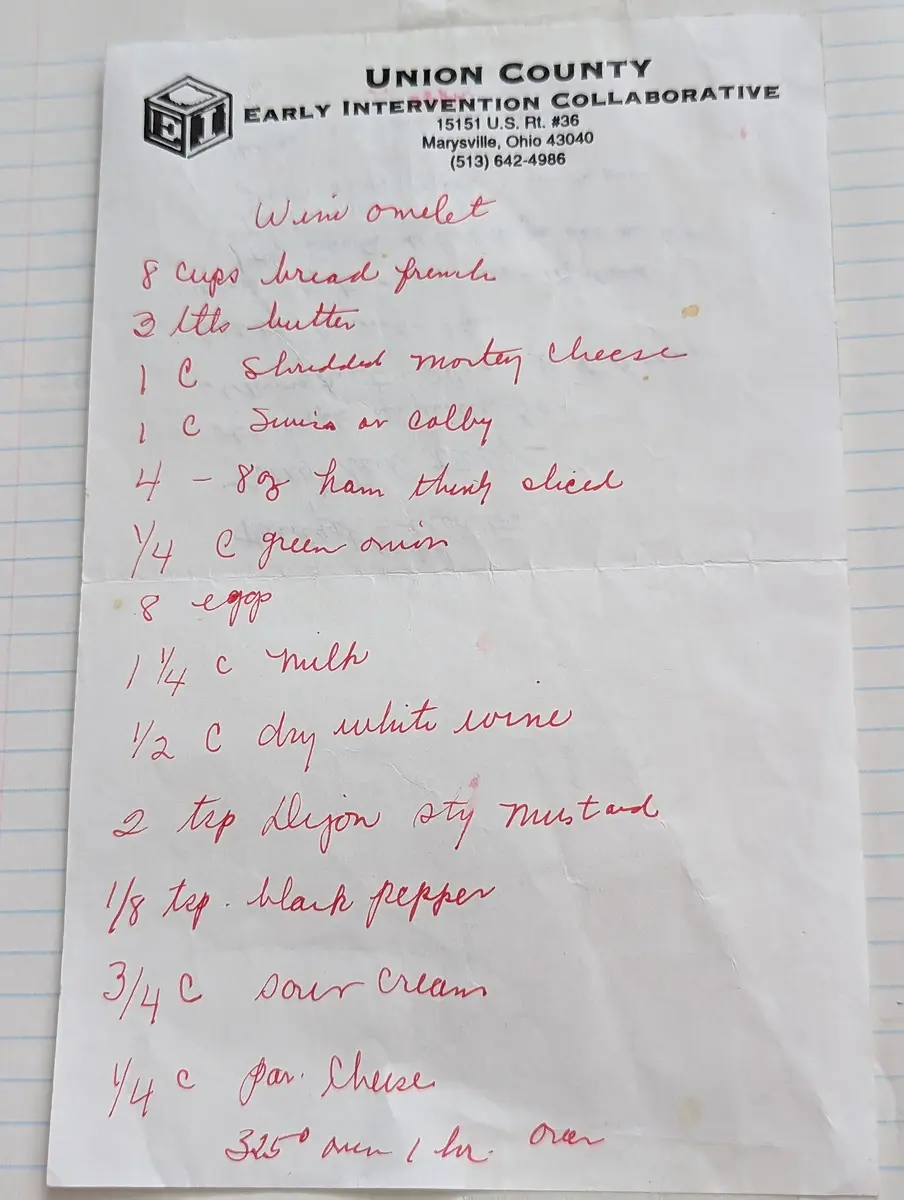 UNION COUNTY
EI EARLY INTERVENTION COLLABORATIVE
15151 U.S. Rt. #36
Marysville, Ohio 43040
(513) 642-4986
Wine omelet
8 cups bread french
3 tbls butter
1 C Shredded montey cheese
1 C Swiss or colby
4 - 8 oz ham thinly sliced
1/4 C green onion
8 eggs
1 1/4 C milk
1/2 C dry white wine
2 tsp Dijon sty mustard
1/8 tsp. black pepper
3/4 C sour cream
1/4 C par. Cheese
325° oven 1 hr.